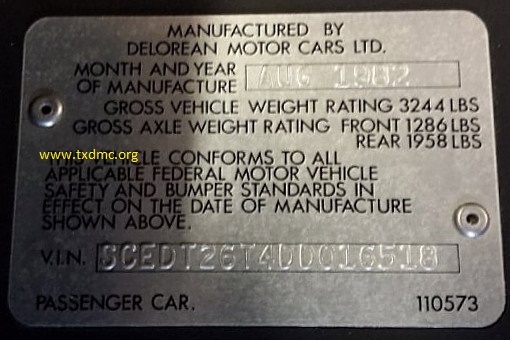 MANUFACTURED BY
DELOREAN MOTOR CARS LTD.
MONTH AND YEAR
OF MANUFACTURE AUG 1982
GROSS VEHICLE WEIGHT RATING 3244 LBS
GROSS AXLE WEIGHT RATING FRONT 1286 LBS
REAR 1958 LBS
www.txdmc.org
THIS VEHICLE CONFORMS TO ALL
APPLICABLE FEDERAL MOTOR VEHICLE
SAFETY AND BUMPER STANDARDS IN
EFFECT ON THE DATE OF MANUFACTURE
SHOWN ABOVE.
V.I.N. SCEDT26T4DD016518
PASSENGER CAR. 110573